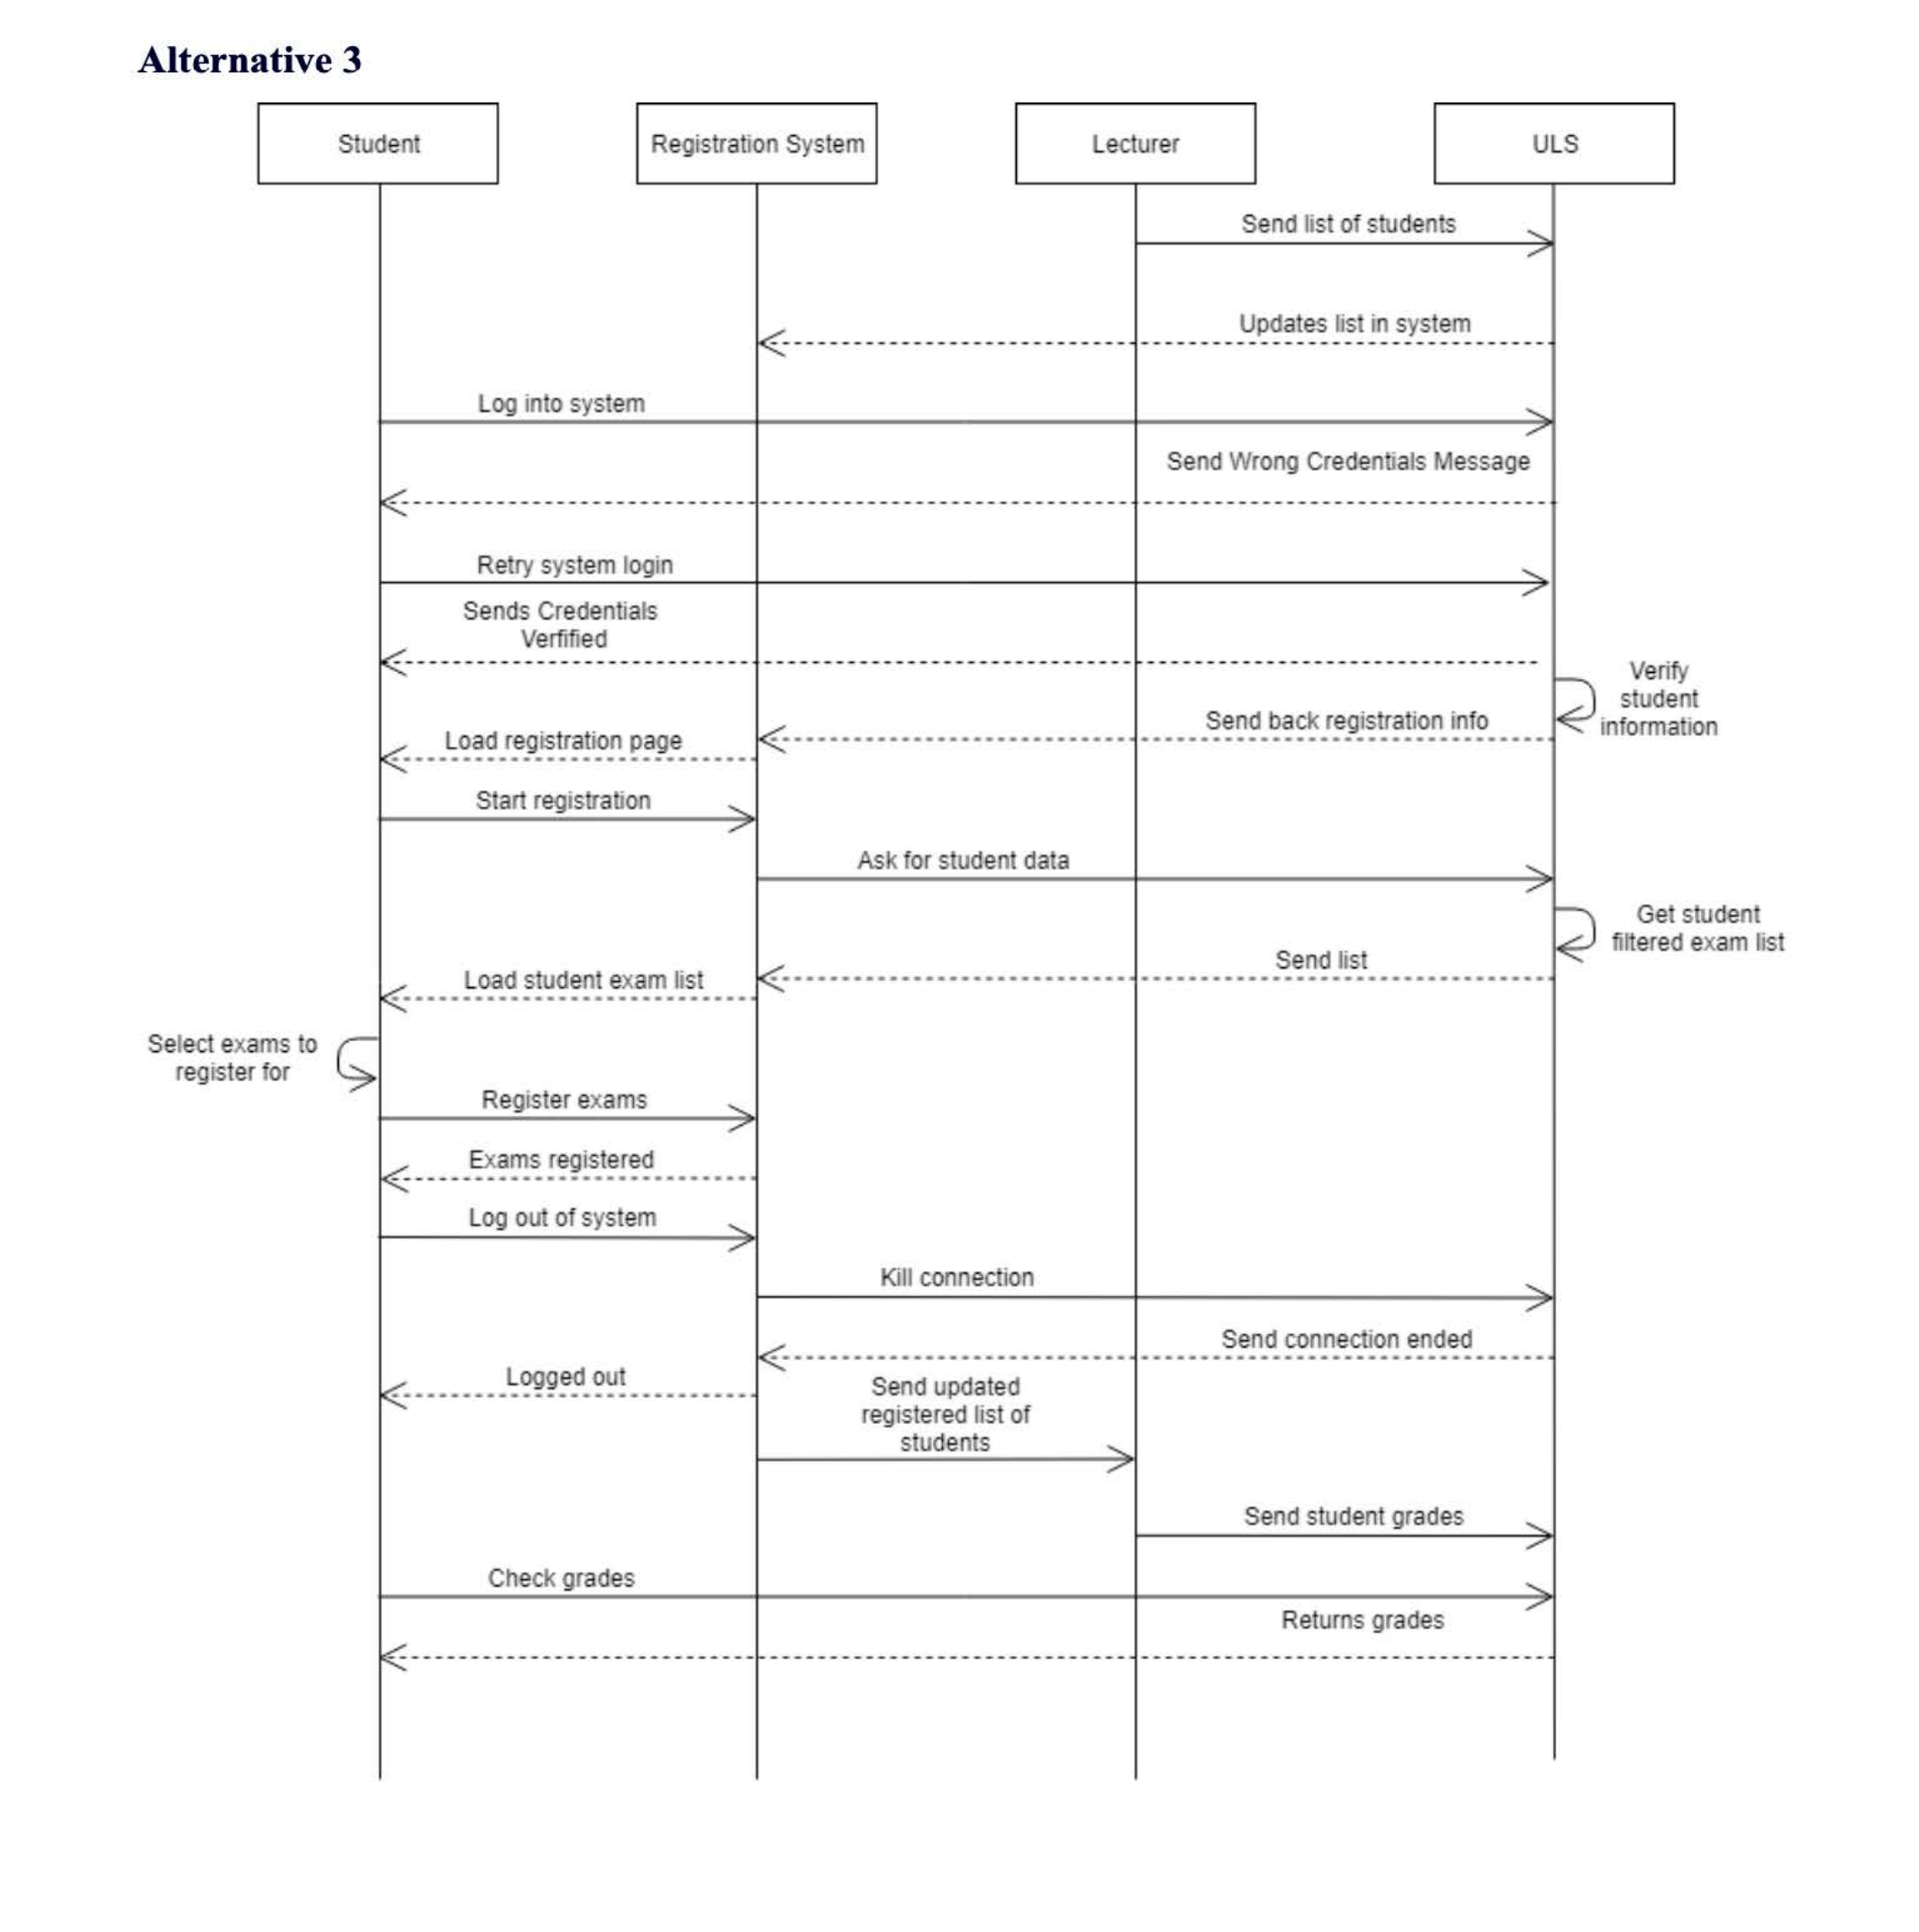 Alternative 3
Student
Registration System
Lecturer
ULS
Send list of students
Updates list in system
Log into system
Send Wrong Credentials Message
Retry system login
Sends Credentials
Verfified
Verify
student
information
Send back registration info
Load registration page
Start registration
Ask for student data
Get student
filtered exam list
Send list
Load student exam list
Select exams to
register for
Register exams
Exams registered
Log out of system
Kill connection
Send connection ended
Logged out
Send updated
registered list of
students
Send student grades
Check grades
Returns grades